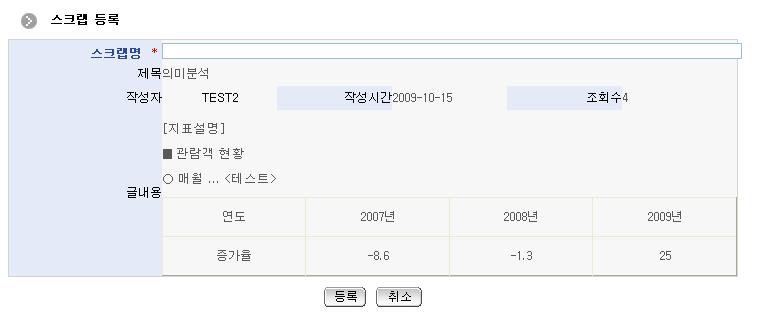 스크랩 등록
스크랩명 *
제목 의미분석
작성자 TEST2 작성시간 2009-10-15 조회수 4
글내용
[지표설명]
■ 관람객 현황
○ 매월 ... <테스트>
연도 2007년 2008년 2009년
증가율 -8.6 -1.3 25
등록 취소